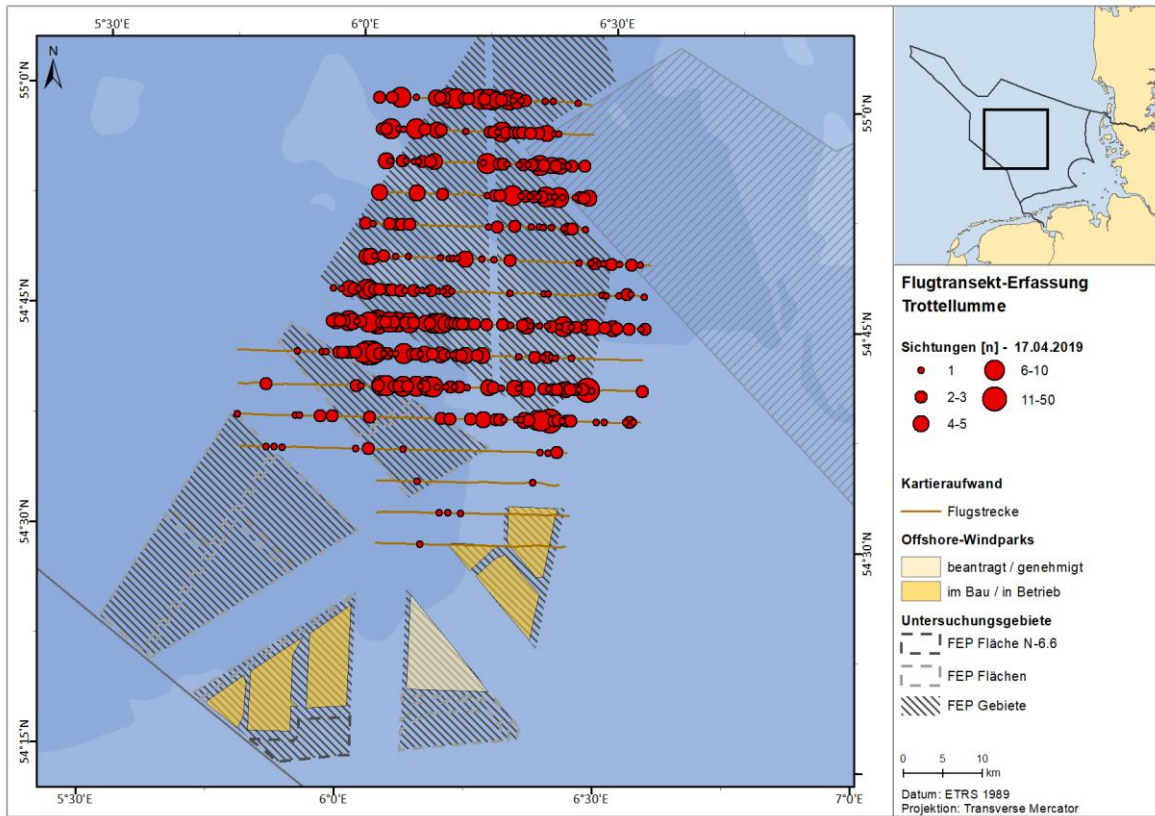 5°30'E 6°0'E 6°30'E
N
55°0'N
55°0'N
54°45'N
54°45'N
54°30'N
54°30'N
54°15'N
5°30'E 6°0'E 6°30'E 7°0'E
Flugtransekt-Erfassung
Trottellumme
Sichtungen [n] - 17.04.2019
1 6-10
2-3 11-50
4-5
Kartieraufwand
Flugstrecke
Offshore-Windparks
beantragt / genehmigt
im Bau / in Betrieb
Untersuchungsgebiete
FEP Fläche N-6.6
FEP Flächen
FEP Gebiete
0 5 10
km
Datum: ETRS 1989
Projektion: Transverse Mercator